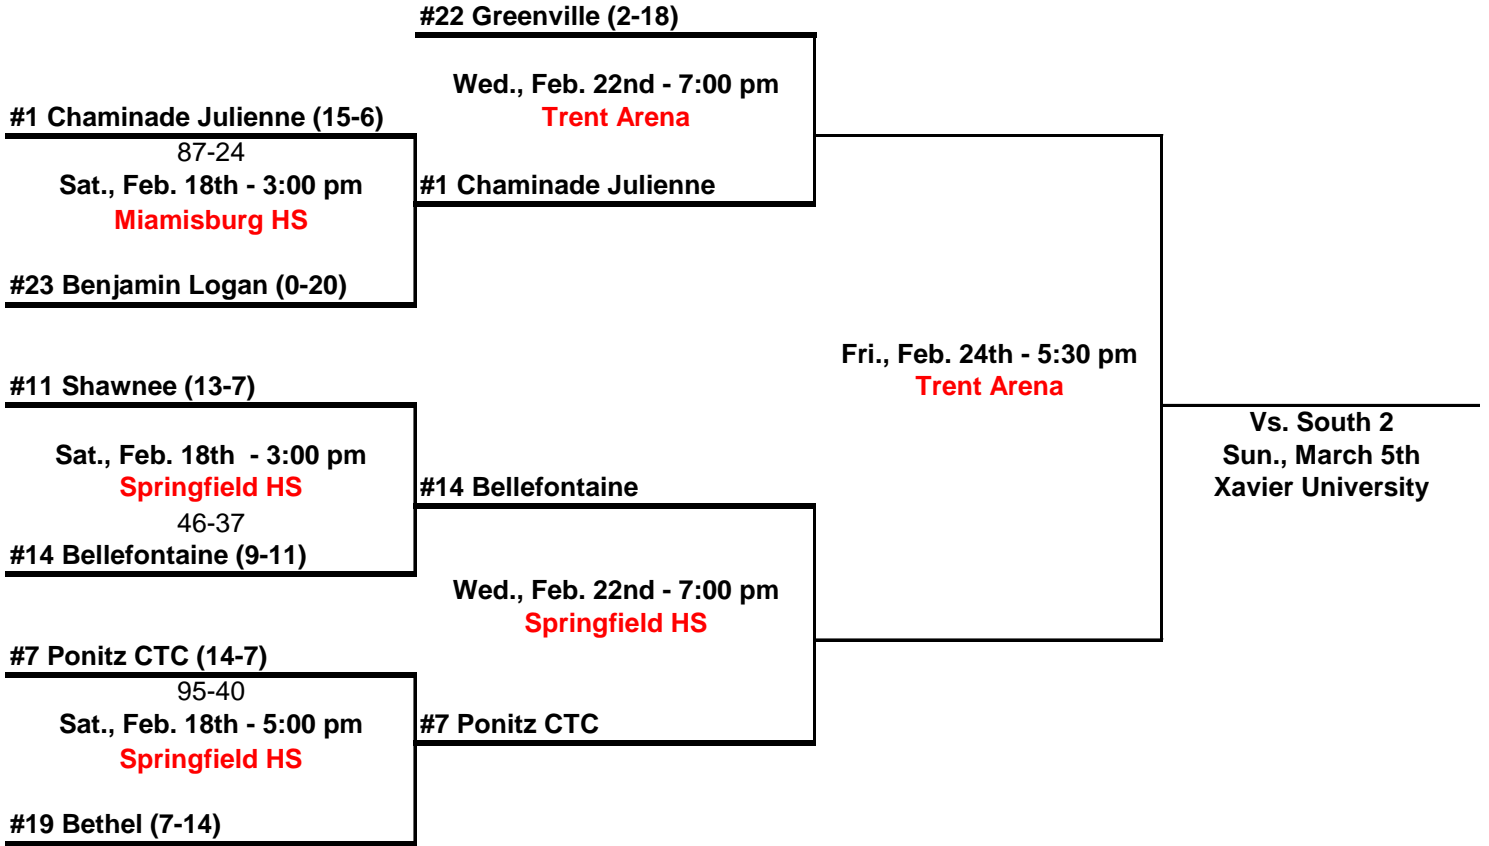 #22 Greenville (2-18)
Wed., Feb. 22nd - 7:00 pm
Trent Arena
#1 Chaminade Julienne (15-6)
87-24
Sat., Feb. 18th - 3:00 pm
Miamisburg HS
#1 Chaminade Julienne
#23 Benjamin Logan (0-20)
Fri., Feb. 24th - 5:30 pm
Trent Arena
#11 Shawnee (13-7)
Sat., Feb. 18th - 3:00 pm
Springfield HS
46-37
#14 Bellefontaine (9-11)
#14 Bellefontaine
Vs. South 2
Sun., March 5th
Xavier University
Wed., Feb. 22nd - 7:00 pm
Springfield HS
#7 Ponitz CTC (14-7)
95-40
Sat., Feb. 18th - 5:00 pm
Springfield HS
#7 Ponitz CTC
#19 Bethel (7-14)